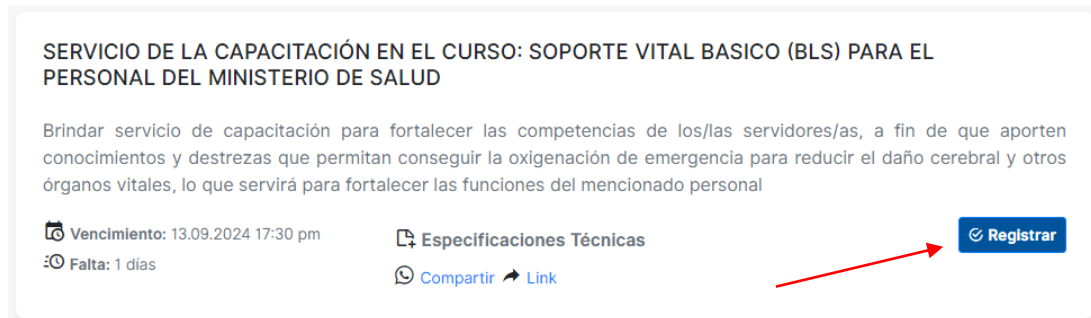 SERVICIO DE LA CAPACITACIÓN EN EL CURSO: SOPORTE VITAL BASICO (BLS) PARA EL
PERSONAL DEL MINISTERIO DE SALUD
Brindar servicio de capacitación para fortalecer las competencias de los/las servidores/as, a fin de que aporten
conocimientos y destrezas que permitan conseguir la oxigenación de emergencia para reducir el daño cerebral y otros
órganos vitales, lo que servirá para fortalecer las funciones del mencionado personal
Vencimiento: 13.09.2024 17:30 pm
Falta: 1 días
Especificaciones Técnicas
Compartir Link
Registrar